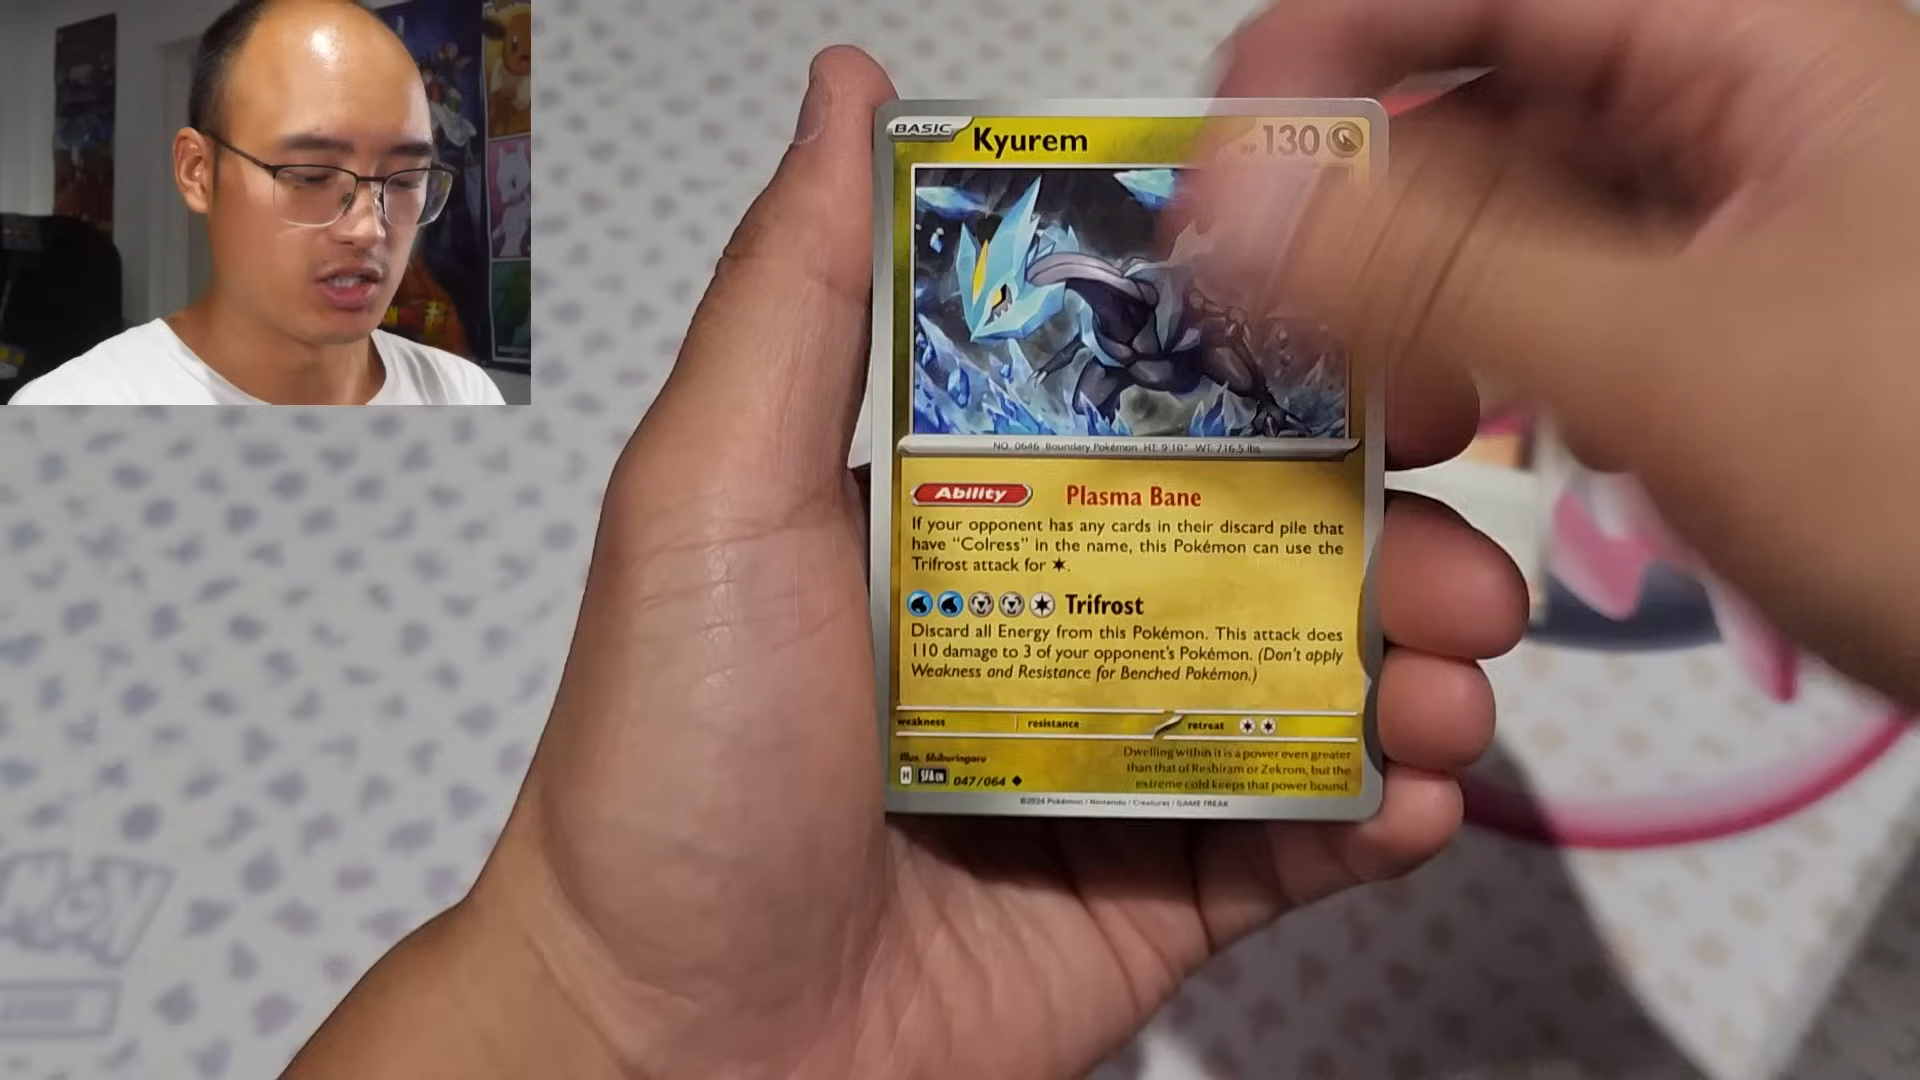 BASIC Kyurem 130
NO. 0646 Boundary Pokémon HT: 9'10" WT: 716.5 lbs.
Ability Plasma Bane
If your opponent has any cards in their discard pile that
have “Colress” in the name, this Pokémon can use the
Trifrost attack for
Trifrost
Discard all Energy from this Pokémon. This attack does
110 damage to 3 of your opponent's Pokémon. (Don't apply
Weakness and Resistance for Benched Pokémon.)
weakness resistance retreat
Illus. Shiburingaru
Dwelling within it is a power even greater
than that of Reshiram or Zekrom, but the
extreme cold keeps that power bound.
H SFA EN 047/064
©2024 Pokémon / Nintendo / Creatures / GAME FREAK